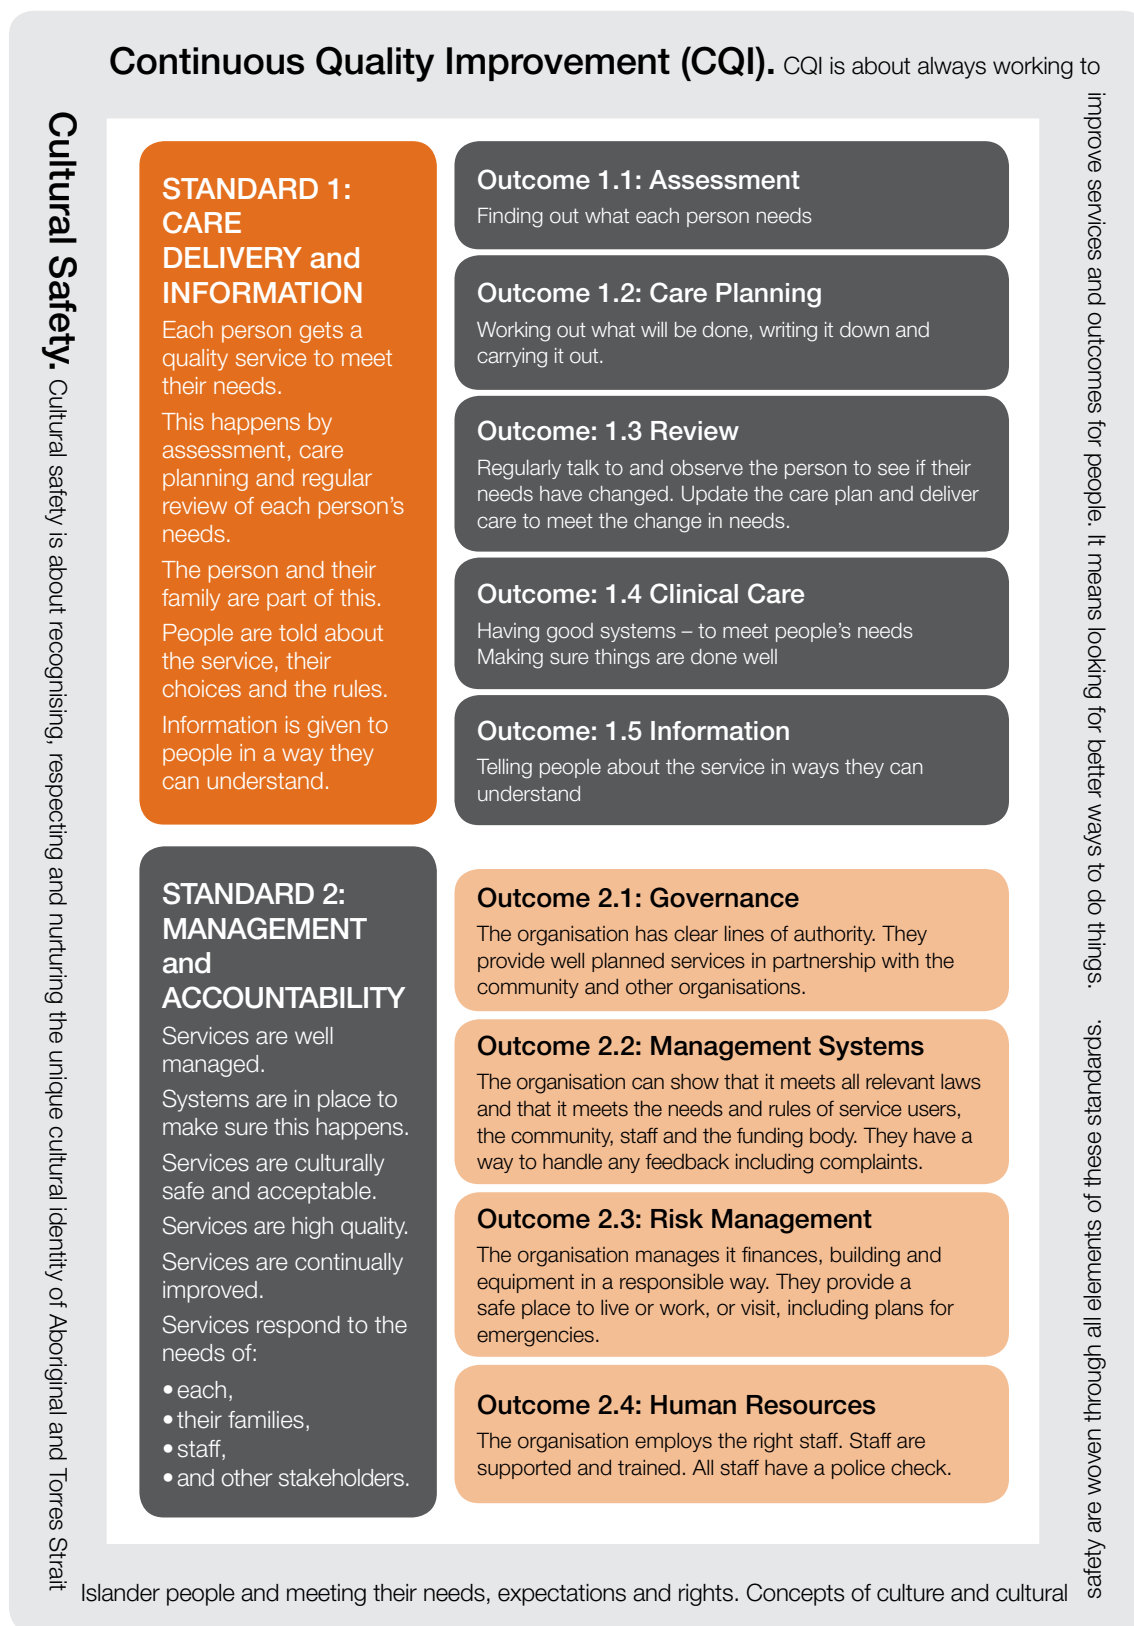 Continuous Quality Improvement (CQI). CQI is about always working to
improve services and outcomes for people. It means looking for better ways to do things.
Cultural Safety. Cultural safety is about recognising, respecting and nurturing the unique cultural identity of Aboriginal and Torres Strait
Islander people and meeting their needs, expectations and rights. Concepts of culture and cultural
safety are woven through all elements of these standards.
STANDARD 1:
CARE
DELIVERY and
INFORMATION
Each person gets a
quality service to meet
their needs.
This happens by
assessment, care
planning and regular
review of each person’s
needs.
The person and their
family are part of this.
People are told about
the service, their
choices and the rules.
Information is given to
people in a way they
can understand.
Outcome 1.1: Assessment
Finding out what each person needs
Outcome 1.2: Care Planning
Working out what will be done, writing it down and
carrying it out.
Outcome: 1.3 Review
Regularly talk to and observe the person to see if their
needs have changed. Update the care plan and deliver
care to meet the change in needs.
Outcome: 1.4 Clinical Care
Having good systems – to meet people’s needs
Making sure things are done well
Outcome: 1.5 Information
Telling people about the service in ways they can
understand
STANDARD 2:
MANAGEMENT
and
ACCOUNTABILITY
Services are well
managed.
Systems are in place to
make sure this happens.
Services are culturally
safe and acceptable.
Services are high quality.
Services are continually
improved.
Services respond to the
needs of:
• each,
• their families,
• staff,
• and other stakeholders.
Outcome 2.1: Governance
The organisation has clear lines of authority. They
provide well planned services in partnership with the
community and other organisations.
Outcome 2.2: Management Systems
The organisation can show that it meets all relevant laws
and that it meets the needs and rules of service users,
the community, staff and the funding body. They have a
way to handle any feedback including complaints.
Outcome 2.3: Risk Management
The organisation manages it finances, building and
equipment in a responsible way. They provide a
safe place to live or work, or visit, including plans for
emergencies.
Outcome 2.4: Human Resources
The organisation employs the right staff. Staff are
supported and trained. All staff have a police check.